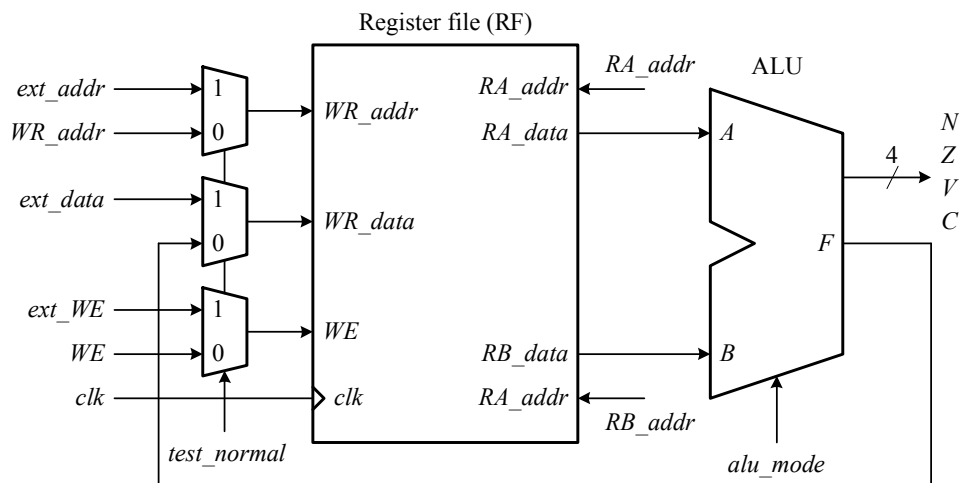 Register file (RF)
ext_addr
WR_addr
1
0
WR_addr
RA_addr
RA_addr
RA_data
ALU
A
N
Z
V
C
4
ext_data
1
0
WR_data
F
ext_WE
WE
1
0
WE
RB_data
B
clk
clk
RA_addr
RB_addr
test_normal
alu_mode